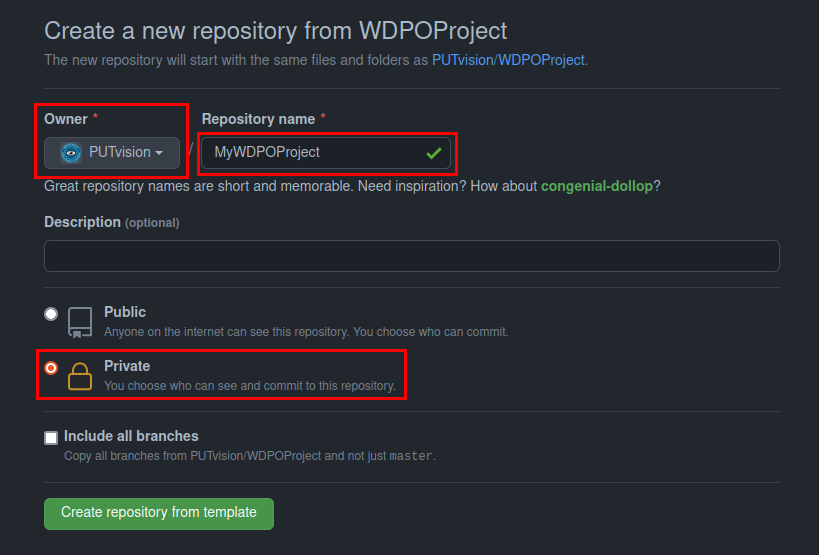 Create a new repository from WDPOProject
The new repository will start with the same files and folders as PUTvision/WDPOProject.
Owner * Repository name *
PUTvision / MyWDPOProject
Great repository names are short and memorable. Need inspiration? How about congenial-dollop?
Description (optional)
Public
Anyone on the internet can see this repository. You choose who can commit.
Private
You choose who can see and commit to this repository.
Include all branches
Copy all branches from PUTvision/WDPOProject and not just master.
Create repository from template